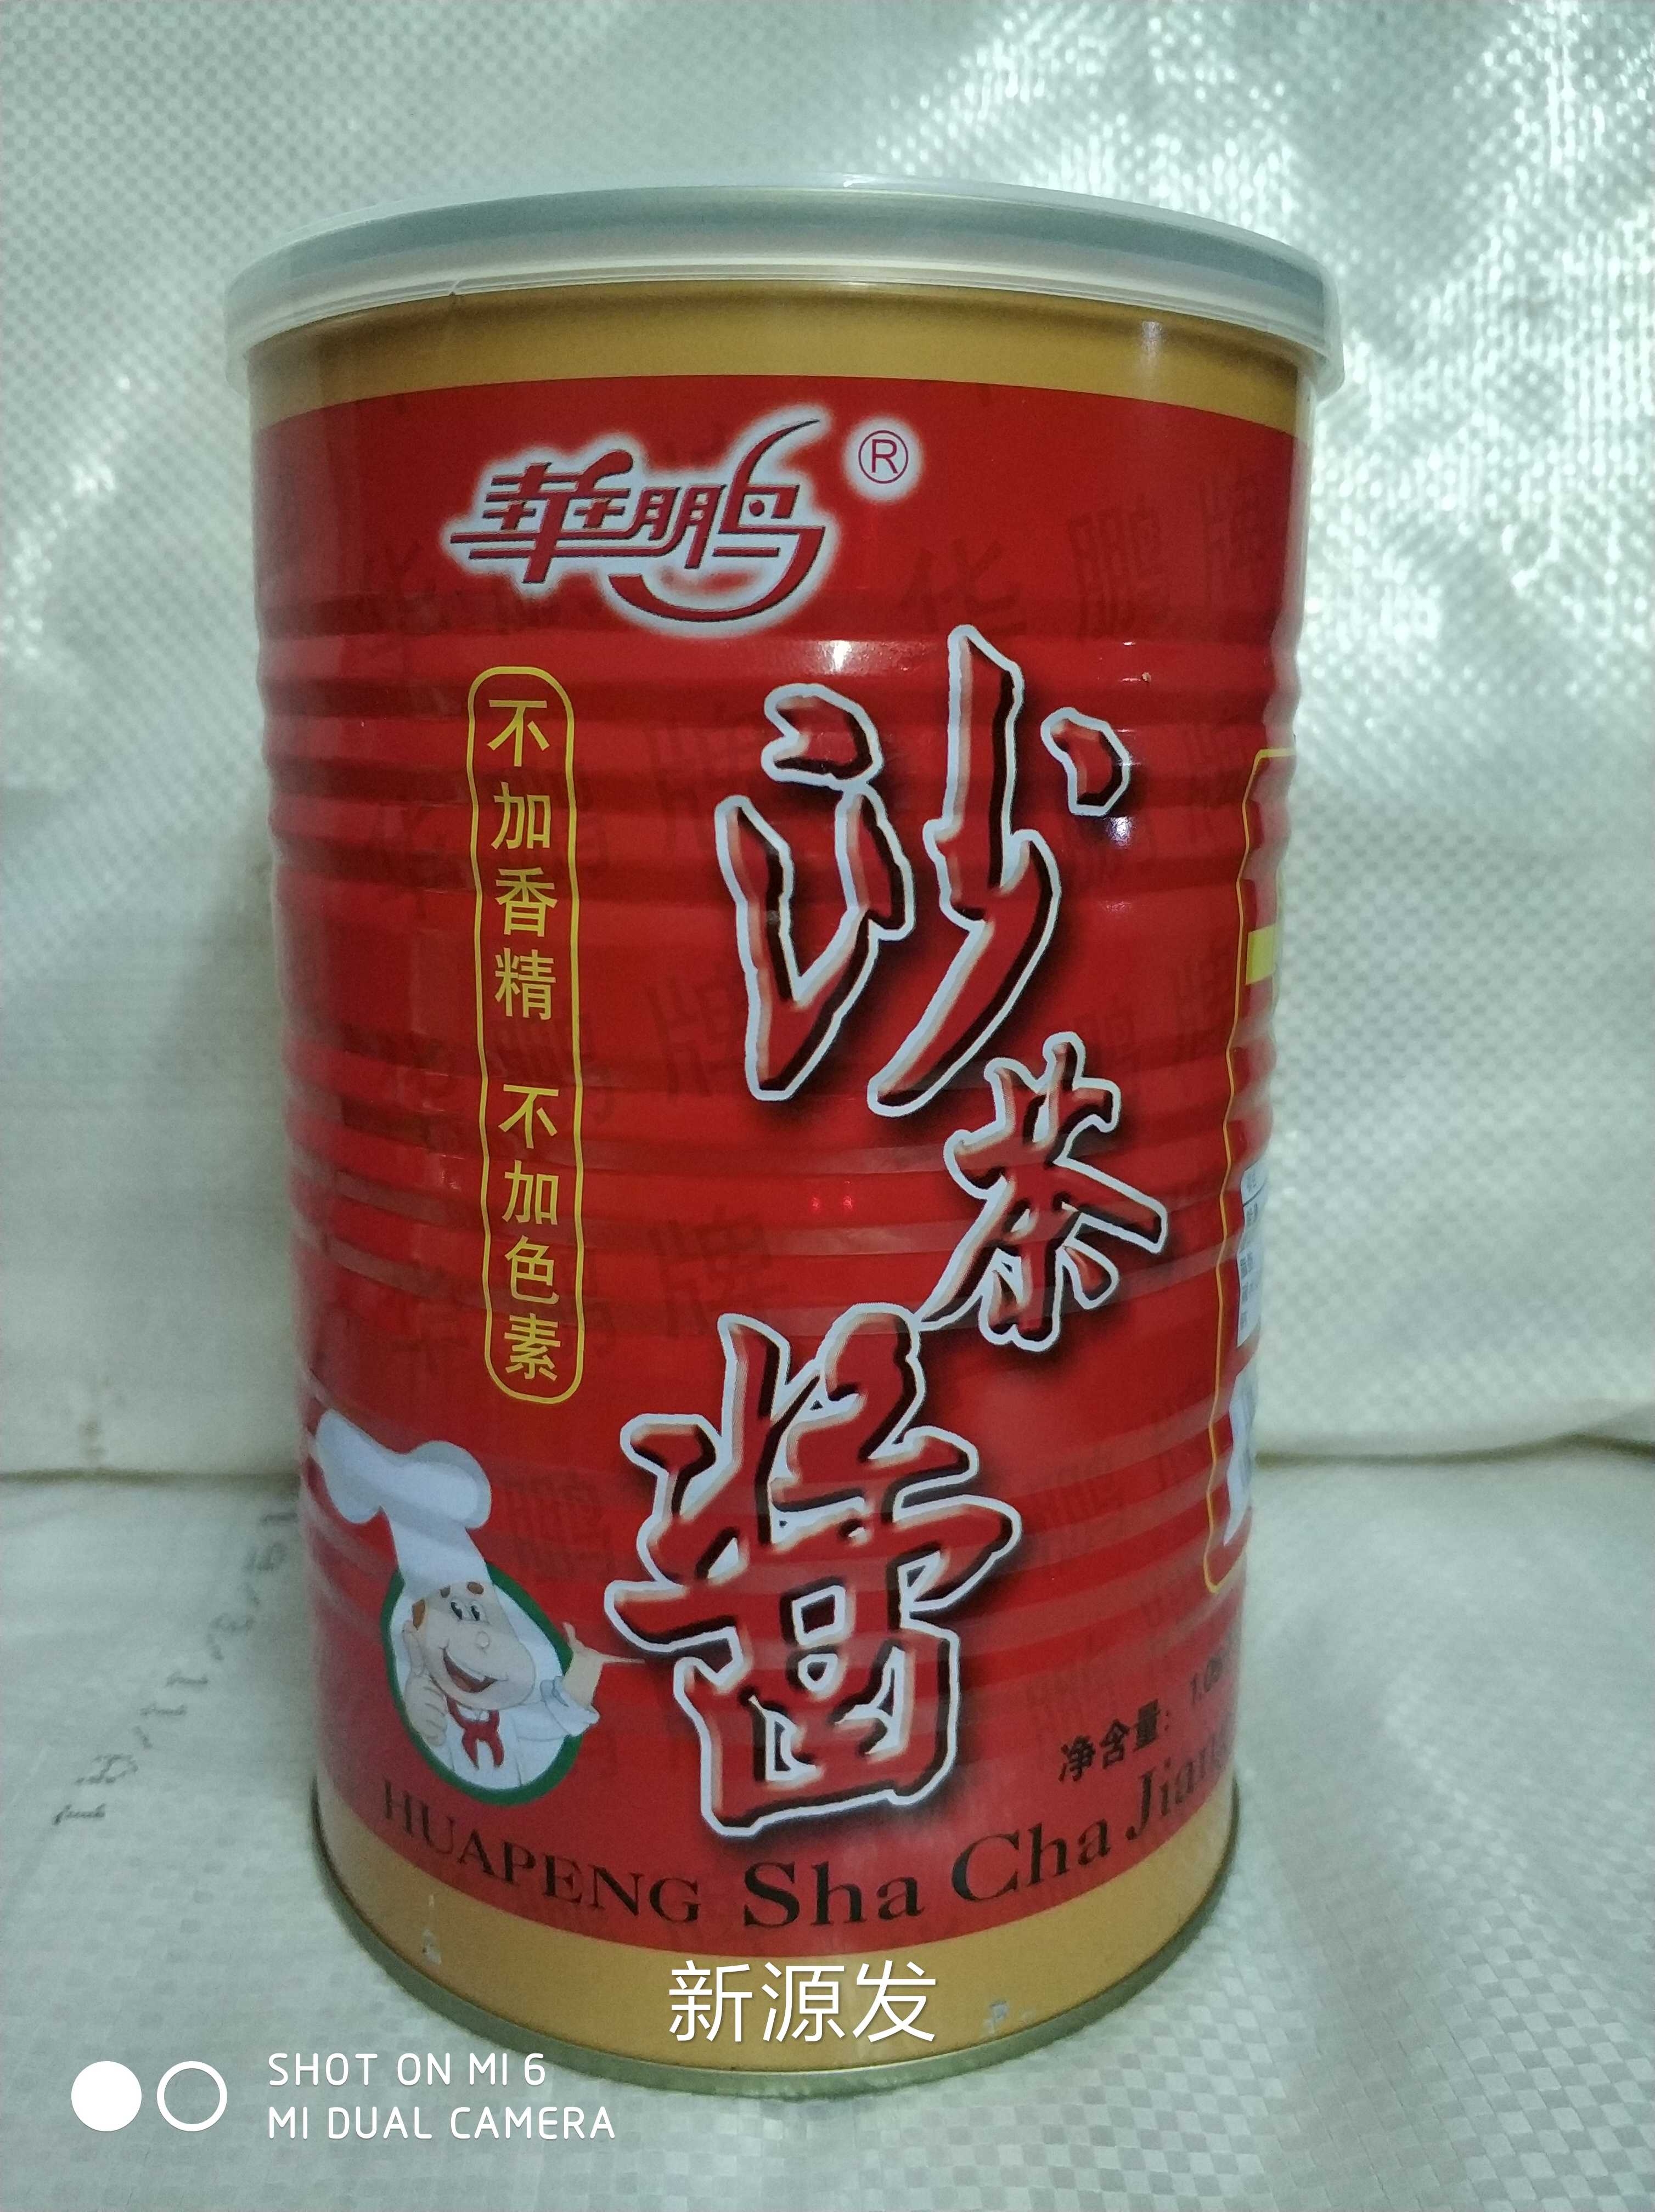 華鹏®
沙茶醬
不加香精 不加色素
净含量:
HUAPENG Sha Cha Jiang
新源发
SHOT ON MI 6
MI DUAL CAMERA